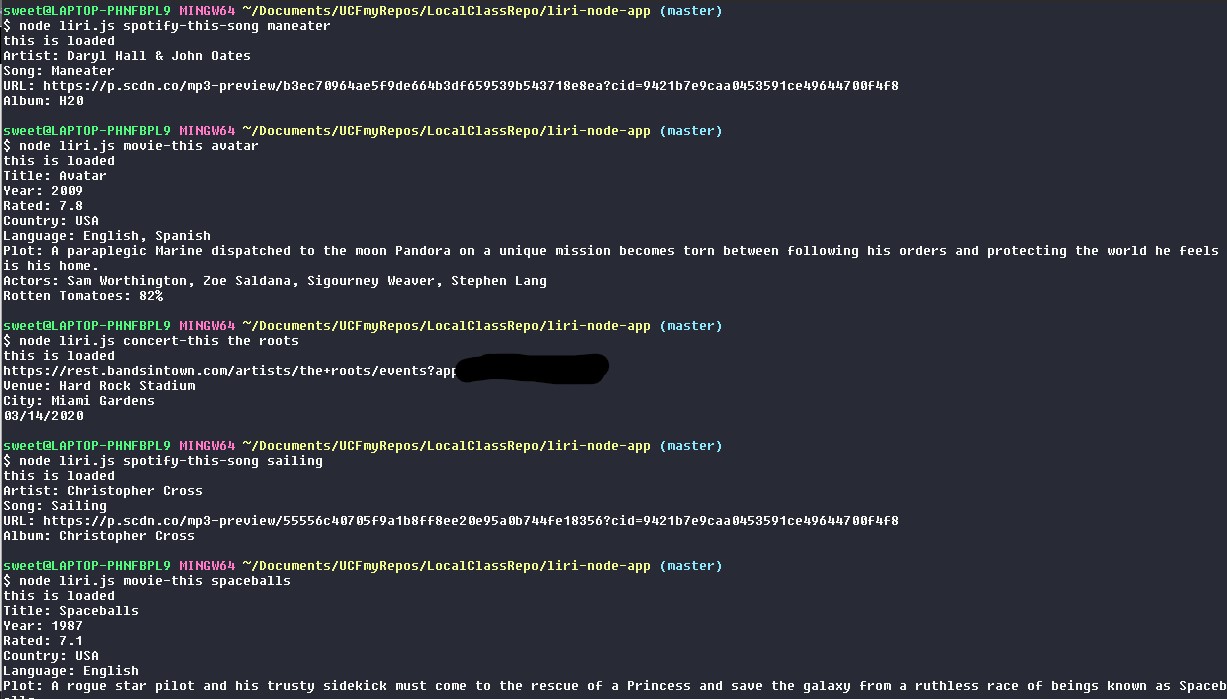 sweet@LAPTOP-PHNFBPL9 MINGW64 ~/Documents/UCFmyRepos/LocalClassRepo/liri-node-app (master)
$ node liri.js spotify-this-song maneater
this is loaded
Artist: Daryl Hall & John Oates
Song: Maneater
URL: https://p.scdn.co/mp3-preview/b3ec70964ae5f9de664b3df659539b543718e8ea?cid=9421b7e9caa0453591ce49644700f4f8
Album: H2O
sweet@LAPTOP-PHNFBPL9 MINGW64 ~/Documents/UCFmyRepos/LocalClassRepo/liri-node-app (master)
$ node liri.js movie-this avatar
this is loaded
Title: Avatar
Year: 2009
Rated: 7.8
Country: USA
Language: English, Spanish
Plot: A paraplegic Marine dispatched to the moon Pandora on a unique mission becomes torn between following his orders and protecting the world he feels
is his home.
Actors: Sam Worthington, Zoe Saldana, Sigourney Weaver, Stephen Lang
Rotten Tomatoes: 82%
sweet@LAPTOP-PHNFBPL9 MINGW64 ~/Documents/UCFmyRepos/LocalClassRepo/liri-node-app (master)
$ node liri.js concert-this the roots
this is loaded
https://rest.bandsintown.com/artists/the+roots/events?app
Venue: Hard Rock Stadium
City: Miami Gardens
03/14/2020
sweet@LAPTOP-PHNFBPL9 MINGW64 ~/Documents/UCFmyRepos/LocalClassRepo/liri-node-app (master)
$ node liri.js spotify-this-song sailing
this is loaded
Artist: Christopher Cross
Song: Sailing
URL: https://p.scdn.co/mp3-preview/55556c40705f9a1b8ff8ee20e95a0b744fe18356?cid=9421b7e9caa0453591ce49644700f4f8
Album: Christopher Cross
sweet@LAPTOP-PHNFBPL9 MINGW64 ~/Documents/UCFmyRepos/LocalClassRepo/liri-node-app (master)
$ node liri.js movie-this spaceballs
this is loaded
Title: Spaceballs
Year: 1987
Rated: 7.1
Country: USA
Language: English
Plot: A rogue star pilot and his trusty sidekick must come to the rescue of a Princess and save the galaxy from a ruthless race of beings known as Spaceb